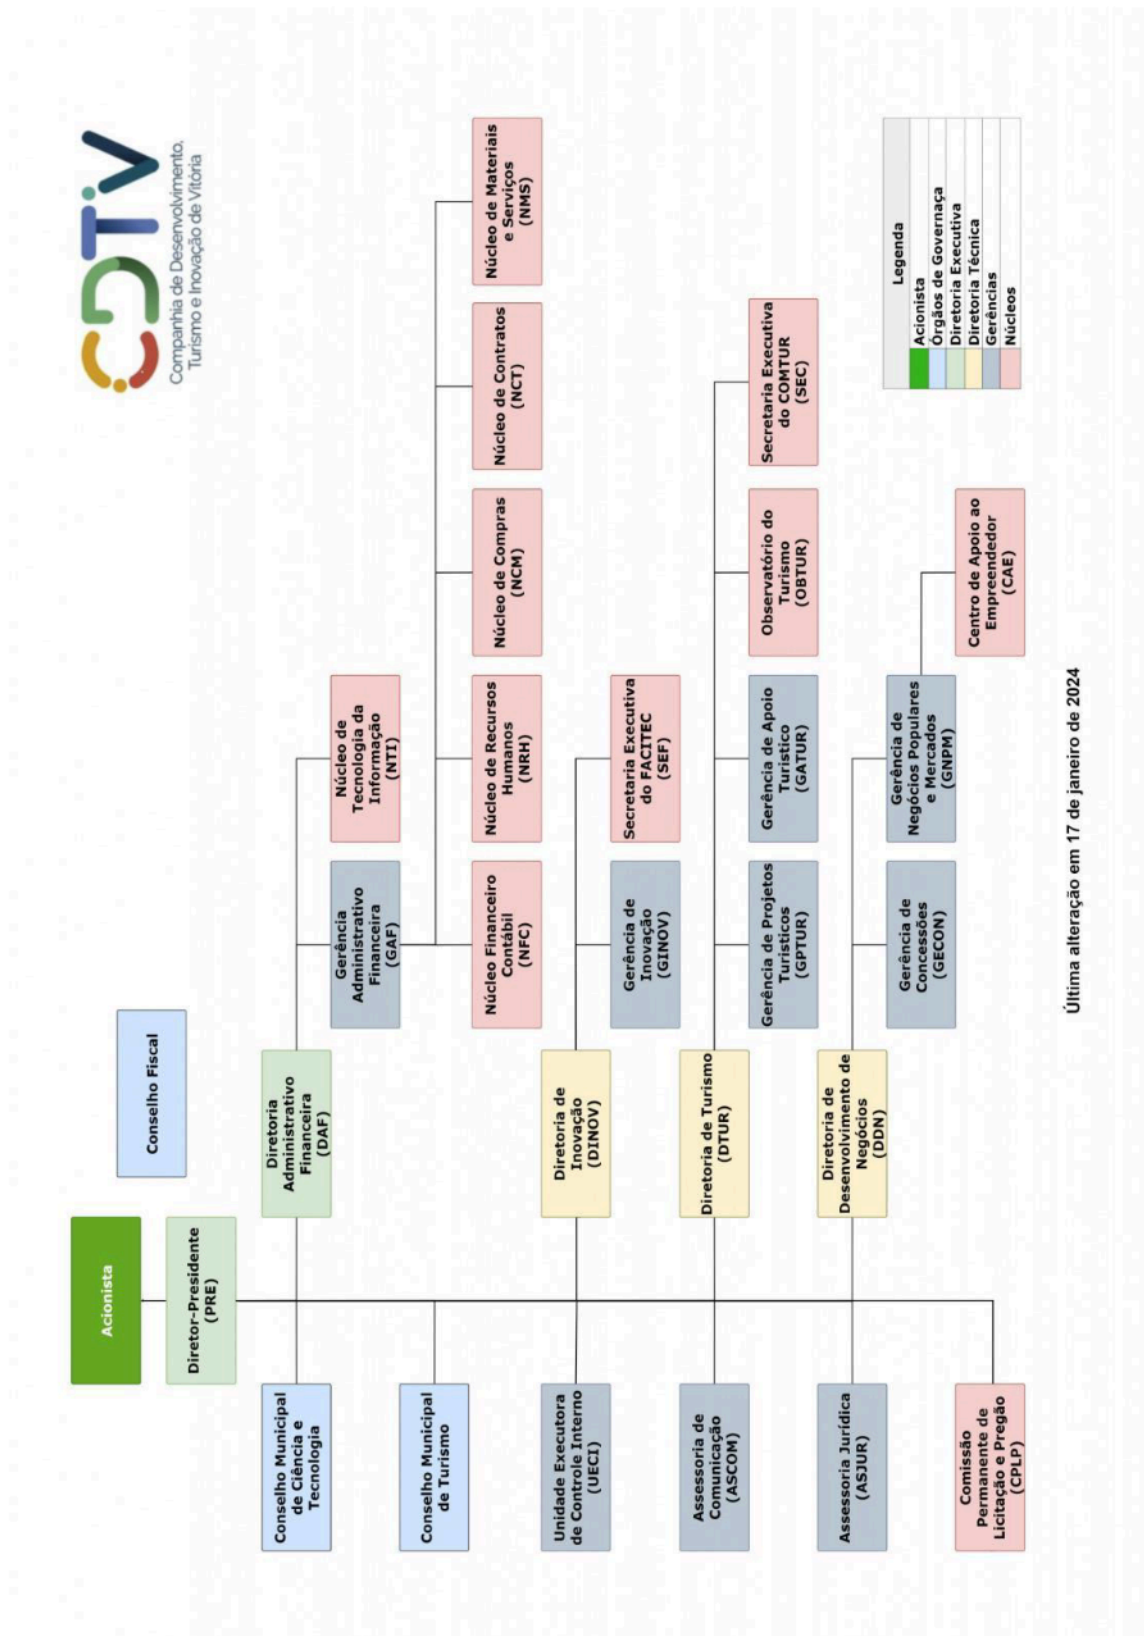 CDTiV
Companhia de Desenvolvimento,
Turismo e Inovação de Vitória
Acionista
Diretor-Presidente
(PRE)
Conselho Fiscal
Conselho Municipal
de Ciência e
Tecnologia
Diretoria
Administrativo
Financeira
(DAF)
Gerência
Administrativo
Financeira
(GAF)
Núcleo de
Tecnologia da
Informação
(NTI)
Conselho Municipal
de Turismo
Núcleo Financeiro
Contábil
(NFC)
Núcleo de Recursos
Humanos
(NRH)
Núcleo de Compras
(NCM)
Núcleo de Contratos
(NCT)
Núcleo de Materiais
e Serviços
(NMS)
Unidade Executora
de Controle Interno
(UECI)
Diretoria de
Inovação
(DINOV)
Gerência de
Inovação
(GINOV)
Secretaria Executiva
do FACITEC
(SEF)
Assessoria de
Comunicação
(ASCOM)
Diretoria de Turismo
(DTUR)
Gerência de Projetos
Turisticos
(GPTUR)
Gerência de Apoio
Turistico
(GATUR)
Observatório do
Turismo
(OBTUR)
Secretaria Executiva
do COMTUR
(SEC)
Assessoria Jurídica
(ASJUR)
Diretoria de
Desenvolvimento de
Negócios
(DDN)
Gerência de
Concessões
(GECON)
Gerência de
Negócios Populares
e Mercados
(GNPM)
Comissão
Permanente de
Licitação e Pregão
(CPLP)
Centro de Apoio ao
Empreendedor
(CAE)
Legenda
Acionista
Órgãos de Governaça
Diretoria Executiva
Diretoria Técnica
Gerências
Núcleos
Última alteração em 17 de janeiro de 2024